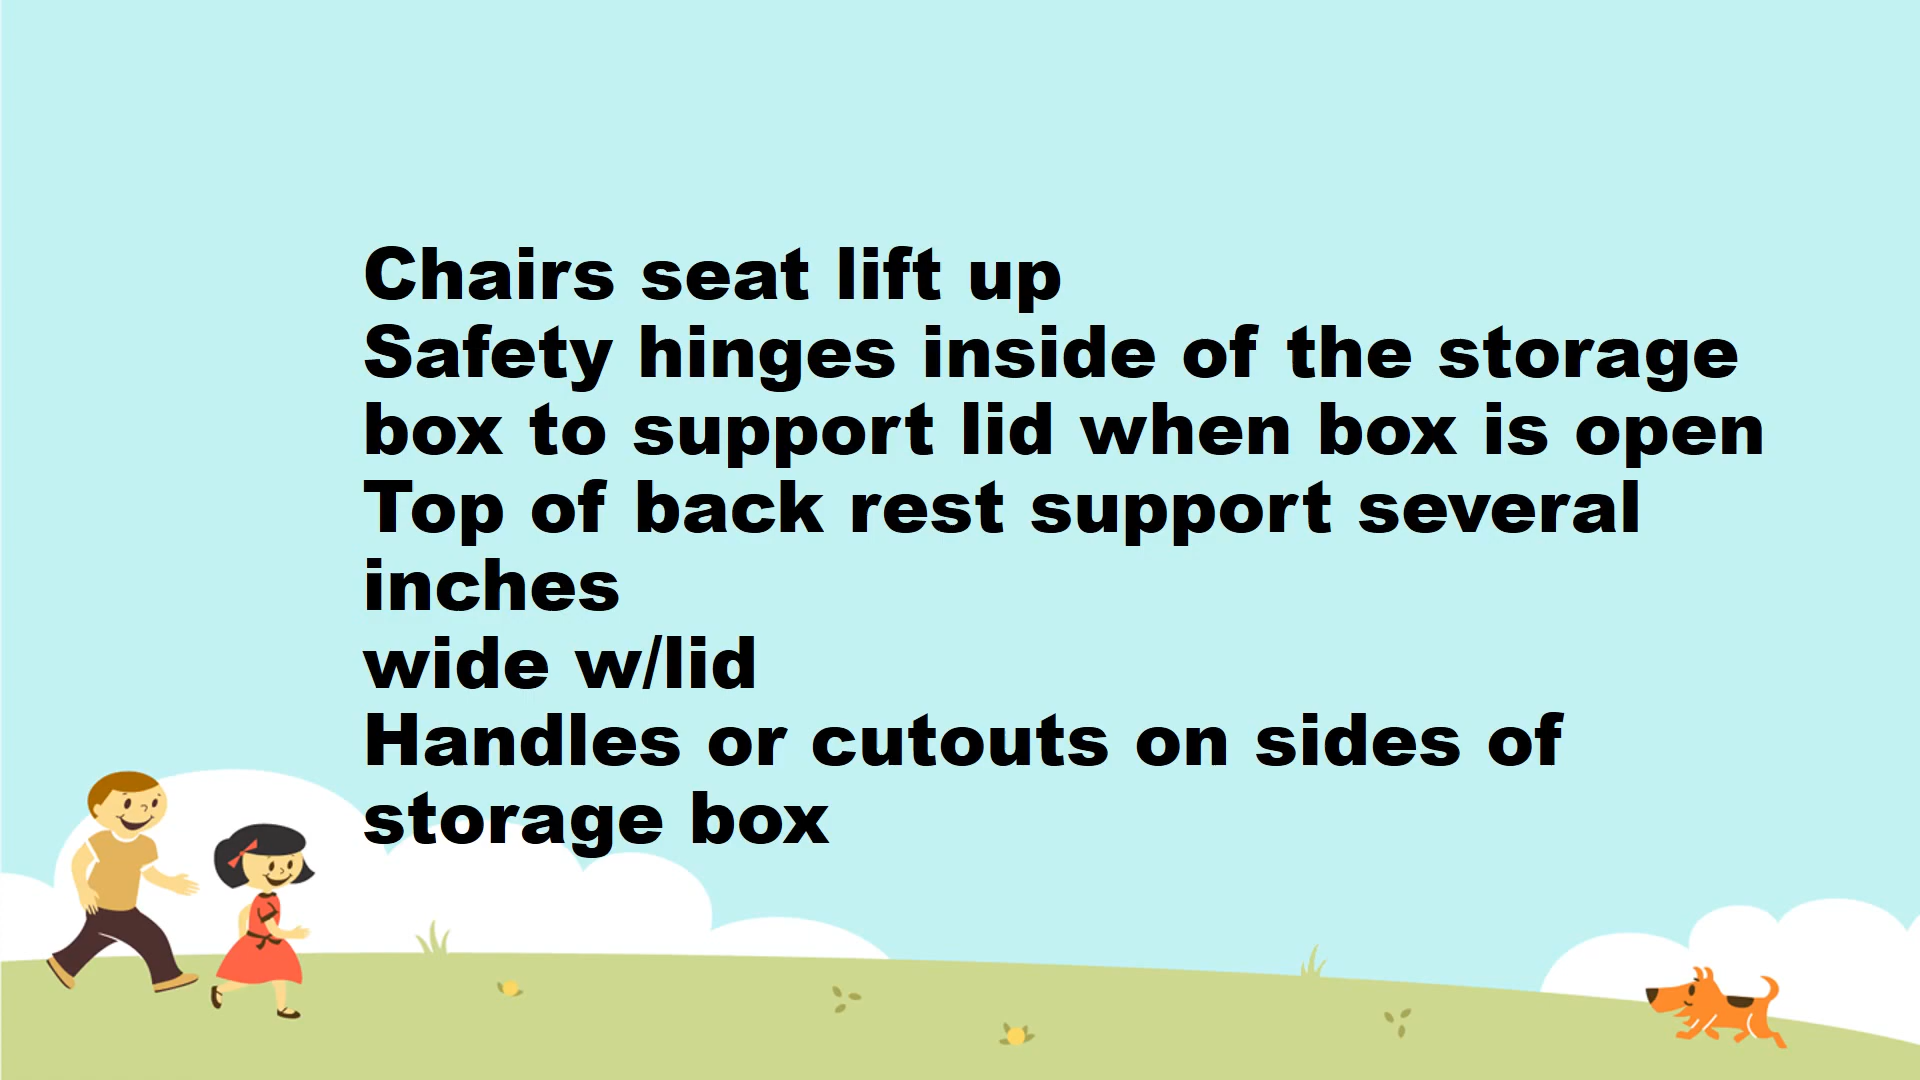 Chairs seat lift up
Safety hinges inside of the storage
box to support lid when box is open
Top of back rest support several
inches
wide w/lid
Handles or cutouts on sides of
storage box